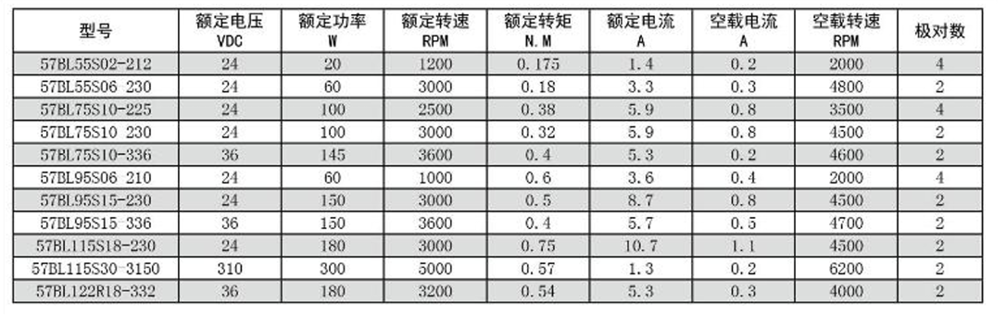 型号 额定电压 VDC 额定功率 W 额定转速 RPM 额定转矩 N.M 额定电流 A 空载电流 A 空载转速 RPM 极对数
57BL55S02-212 24 20 1200 0.175 1.4 0.2 2000 4
57BL55S06 230 24 60 3000 0.18 3.3 0.3 4800 2
57BL75S10-225 24 100 2500 0.38 5.9 0.8 3500 4
57BL75S10 230 24 100 3000 0.32 5.9 0.8 4500 2
57BL75S10-336 36 145 3600 0.4 5.3 0.2 4600 2
57BL95S06 210 24 60 1000 0.6 3.6 0.4 2000 4
57BL95S15-230 24 150 3000 0.5 8.7 0.8 4500 2
57BL95S15-336 36 150 3600 0.4 5.7 0.5 4700 2
57BL115S18-230 24 180 3000 0.75 10.7 1.1 4500 2
57BL115S30-3150 310 300 5000 0.57 1.3 0.2 6200 2
57BL122R18-332 36 180 3200 0.54 5.3 0.3 4000 2